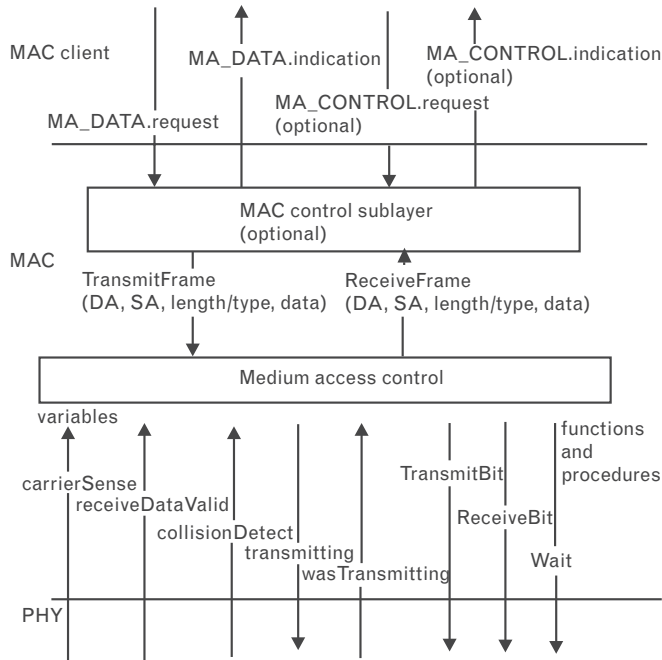 MAC client
MA_DATA.indication
MA_CONTROL.indication
(optional)
MA_CONTROL.request
(optional)
MA_DATA.request
MAC control sublayer
(optional)
MAC
TransmitFrame
(DA, SA, length/type, data)
ReceiveFrame
(DA, SA, length/type, data)
Medium access control
variables
functions
and
procedures
carrierSense
receiveDataValid
collisionDetect
transmitting
wasTransmitting
TransmitBit
ReceiveBit
Wait
PHY